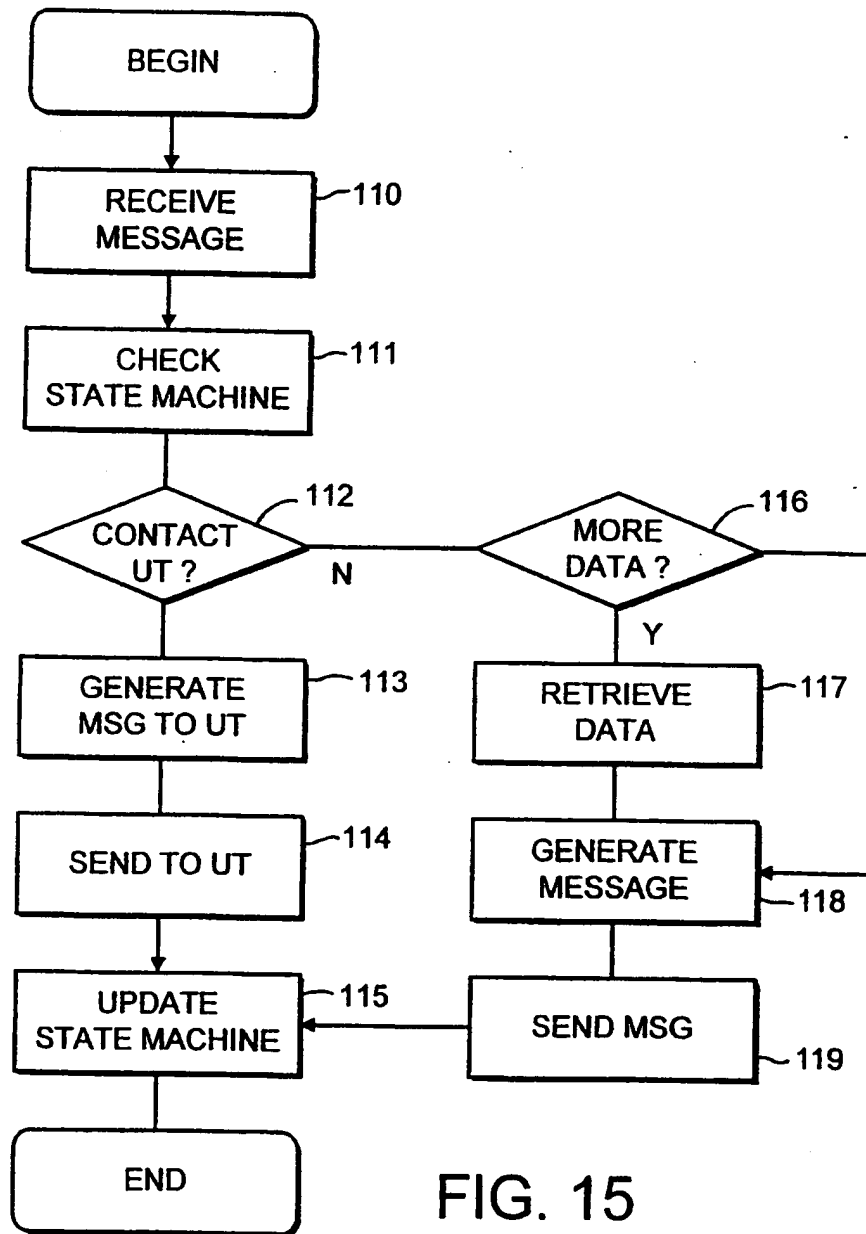 BEGIN
RECEIVE
MESSAGE
110
CHECK
STATE MACHINE
111
CONTACT
UT ?
112
N
MORE
DATA ?
116
Y
GENERATE
MSG TO UT
113
RETRIEVE
DATA
117
SEND TO UT
114
GENERATE
MESSAGE
118
UPDATE
STATE MACHINE
115
SEND MSG
119
END
FIG. 15